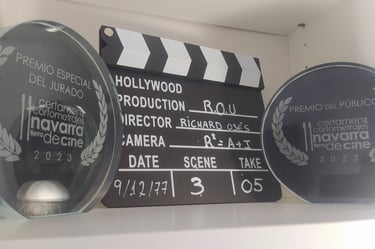 PREMIO ESPECIAL
DEL JURADO
certamen
cortometrajes
navarra
tierra de cine
2023
HOLLYWOOD
PRODUCTION R.O.U
DIRECTOR RICHARD OSÉS
CAMERA R²=A+J
DATE SCENE TAKE
9/12/77 3 05
PREMIO DEL PÚBLICO
certamen
cortometrajes
navarra
tierra de cine
2023